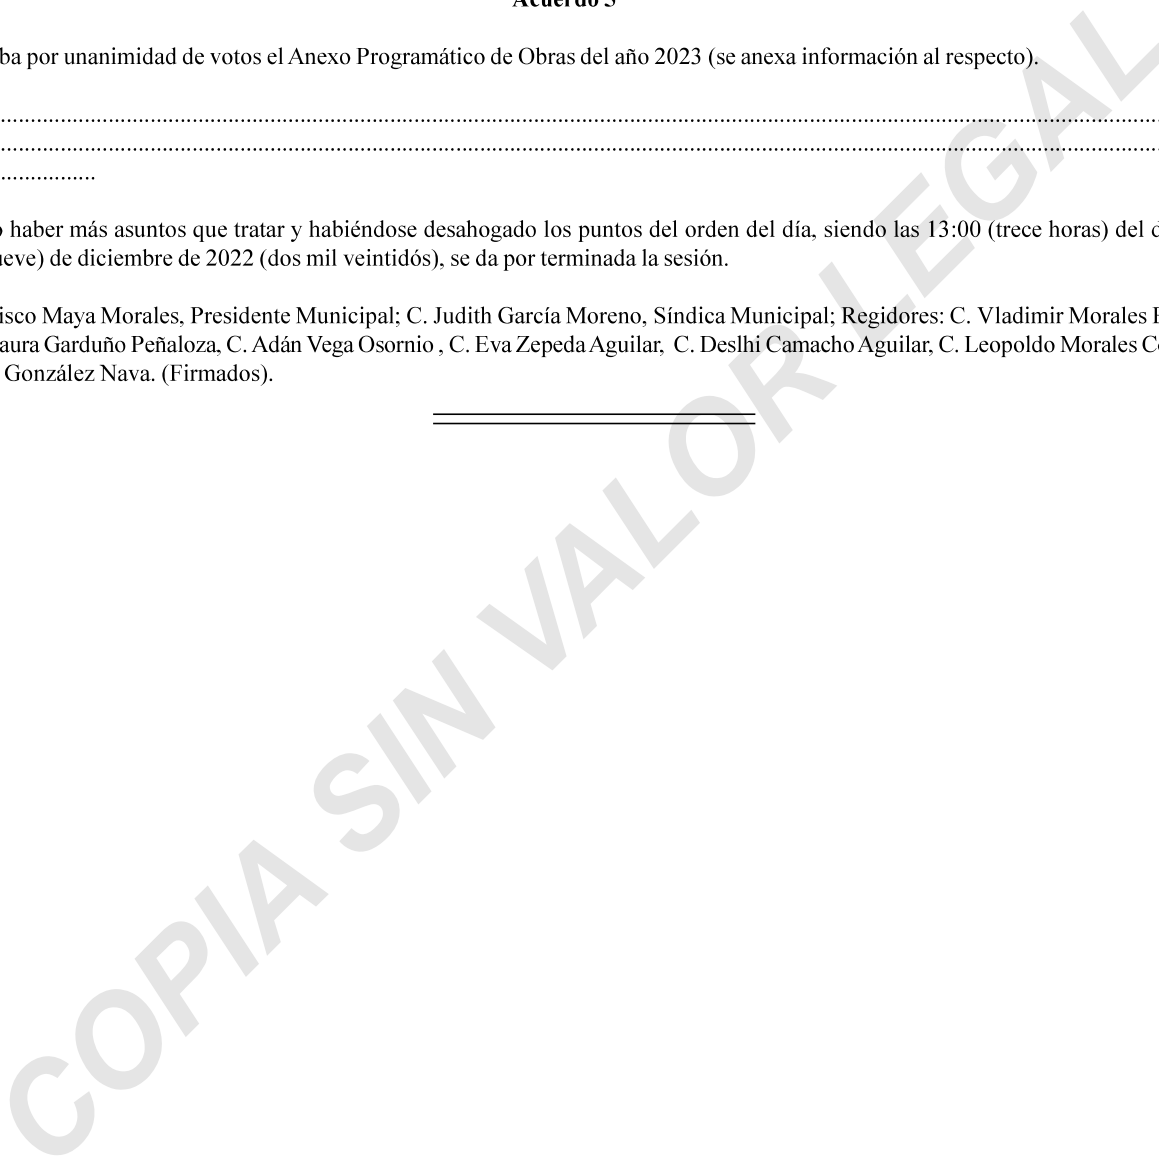 Acuerdo 5
ba por unanimidad de votos el Anexo Programático de Obras del año 2023 (se anexa información al respecto).
haber más asuntos que tratar y habiéndose desahogado los puntos del orden del día, siendo las 13:00 (trece horas) del
ueve) de diciembre de 2022 (dos mil veintidós), se da por terminada la sesión.
isco Maya Morales, Presidente Municipal; C. Judith García Moreno, Síndica Municipal; Regidores: C. Vladimir Morales
aura Garduño Peñaloza, C. Adán Vega Osornio , C. Eva Zepeda Aguilar, C. Deslhi Camacho Aguilar, C. Leopoldo Morales
González Nava. (Firmados).
COPIA SIN VALOR LEGAL